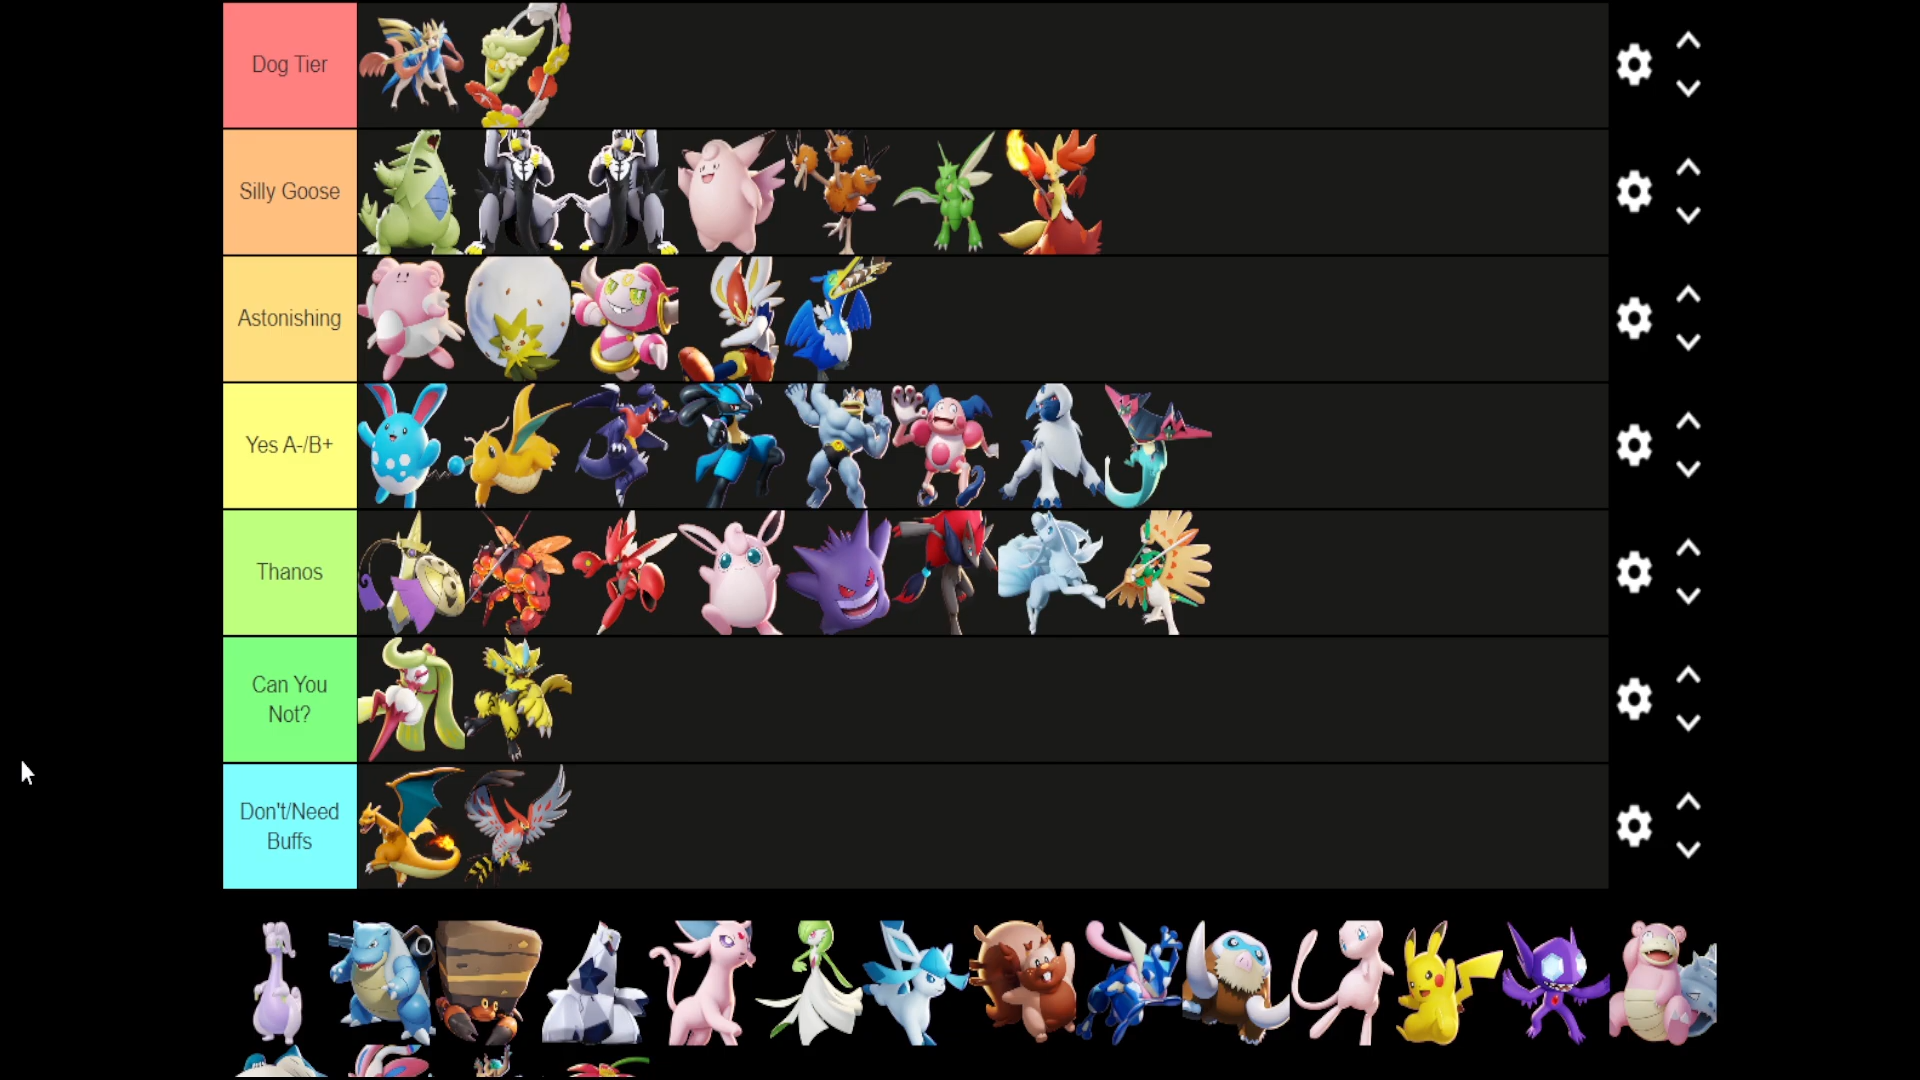 Dog Tier
Silly Goose
Astonishing
Yes A-/B+
Thanos
Can You
Not?
Don't/Need
Buffs